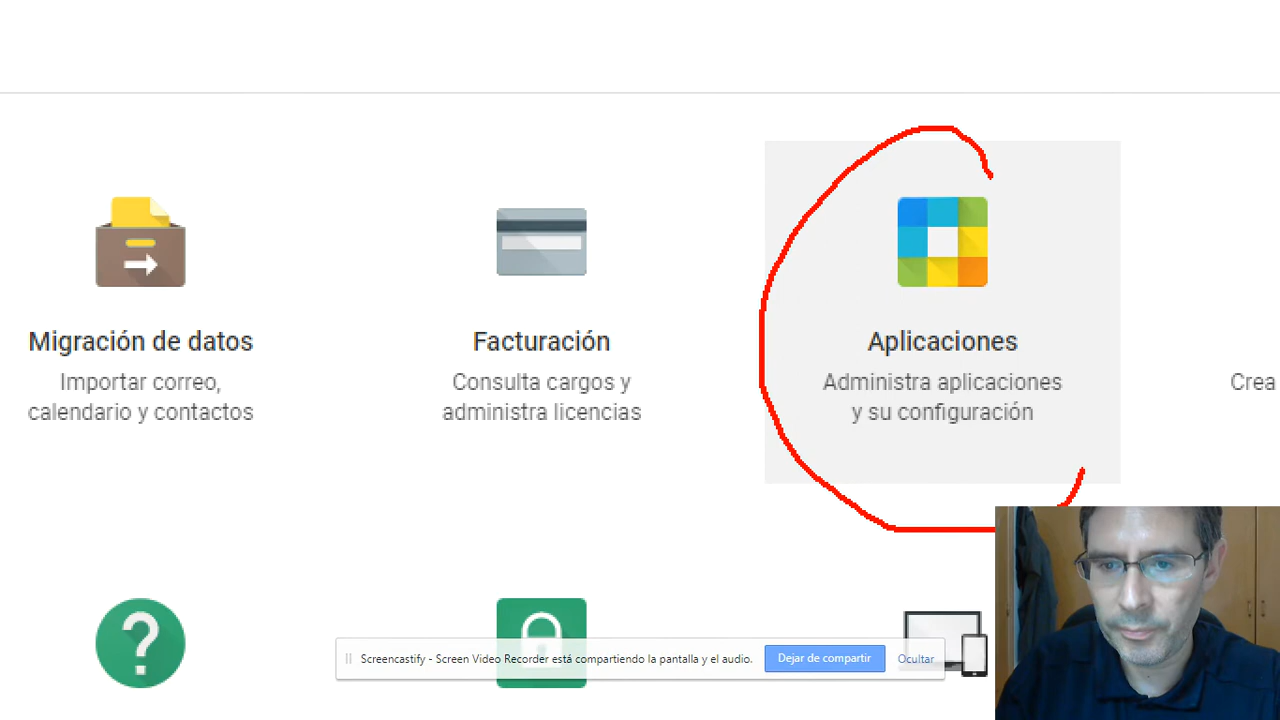 Migración de datos
Importar correo,
calendario y contactos
Facturación
Consulta cargos y
administra licencias
Aplicaciones
Administra aplicaciones
y su configuración
Crea
?
Screencastify - Screen Video Recorder está compartiendo la pantalla y el audio.
Dejar de compartir
Ocultar